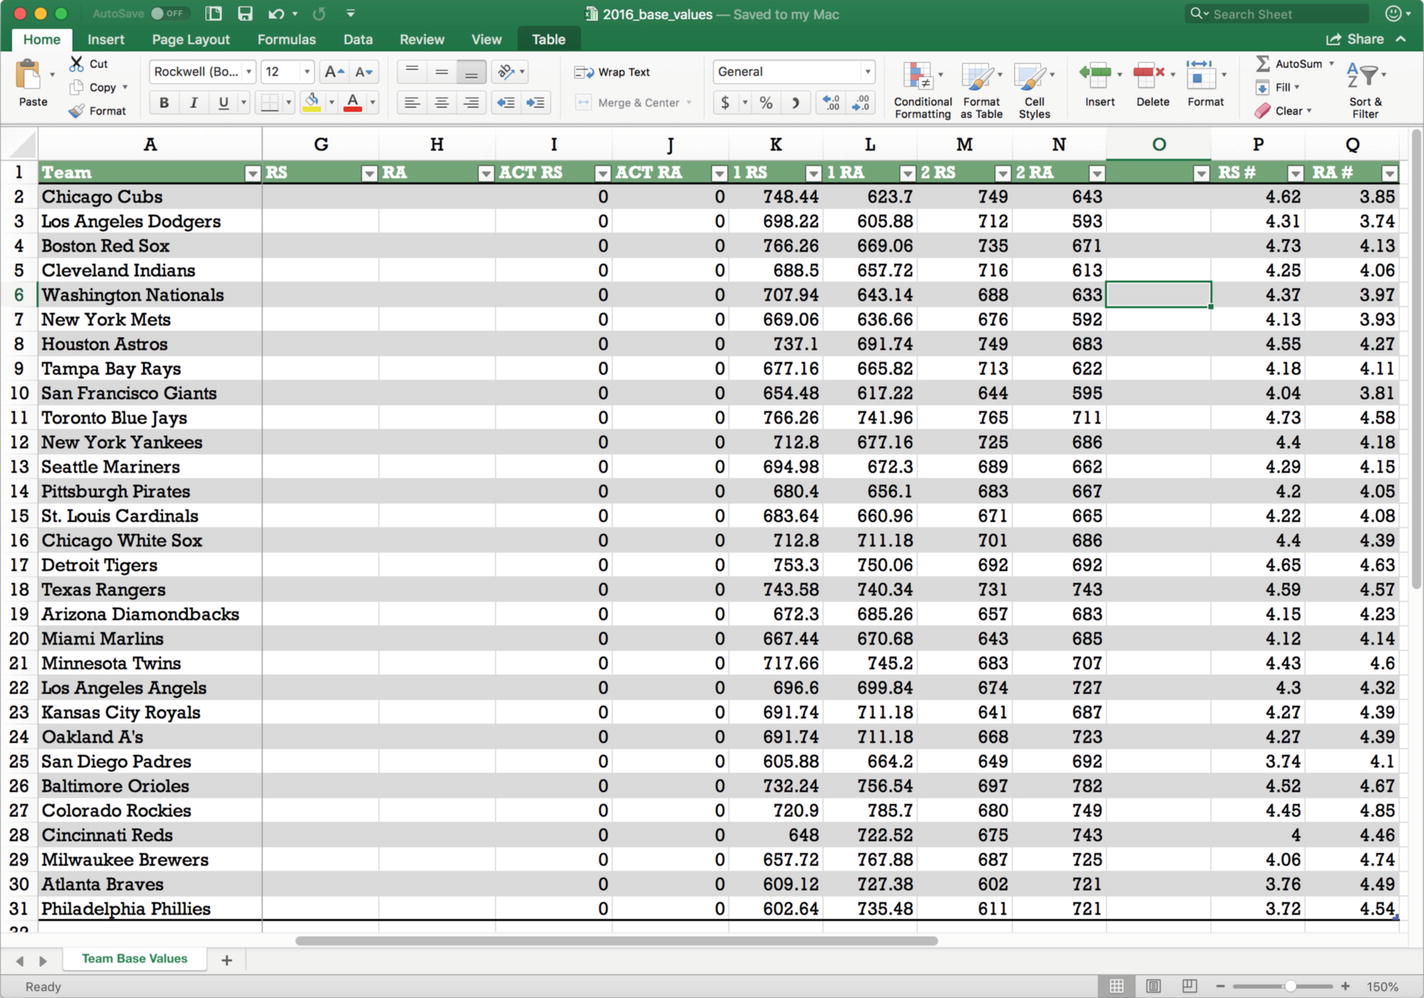 AutoSave OFF 2016_base_values — Saved to my Mac Search Sheet
Home Insert Page Layout Formulas Data Review View Table Share
Paste Cut Copy Format Rockwell (Bo... 12 A A Wrap Text General Conditional Formatting Format as Table Cell Styles Insert Delete Format AutoSum Fill Clear Sort & Filter
B I U A Merge & Center $ %
A G H I J K L M N O P Q
1 Team RS RA ACT RS ACT RA 1 RS 1 RA 2 RS 2 RA RS # RA #
2 Chicago Cubs 0 0 748.44 623.7 749 643 4.62 3.85
3 Los Angeles Dodgers 0 0 698.22 605.88 712 593 4.31 3.74
4 Boston Red Sox 0 0 766.26 669.06 735 671 4.73 4.13
5 Cleveland Indians 0 0 688.5 657.72 716 613 4.25 4.06
6 Washington Nationals 0 0 707.94 643.14 688 633 4.37 3.97
7 New York Mets 0 0 669.06 636.66 676 592 4.13 3.93
8 Houston Astros 0 0 737.1 691.74 749 683 4.55 4.27
9 Tampa Bay Rays 0 0 677.16 665.82 713 622 4.18 4.11
10 San Francisco Giants 0 0 654.48 617.22 644 595 4.04 3.81
11 Toronto Blue Jays 0 0 766.26 741.96 765 711 4.73 4.58
12 New York Yankees 0 0 712.8 677.16 725 686 4.4 4.18
13 Seattle Mariners 0 0 694.98 672.3 689 662 4.29 4.15
14 Pittsburgh Pirates 0 0 680.4 656.1 683 667 4.2 4.05
15 St. Louis Cardinals 0 0 683.64 660.96 671 665 4.22 4.08
16 Chicago White Sox 0 0 712.8 711.18 701 686 4.4 4.39
17 Detroit Tigers 0 0 753.3 750.06 692 692 4.65 4.63
18 Texas Rangers 0 0 743.58 740.34 731 743 4.59 4.57
19 Arizona Diamondbacks 0 0 672.3 685.26 657 683 4.15 4.23
20 Miami Marlins 0 0 667.44 670.68 643 685 4.12 4.14
21 Minnesota Twins 0 0 717.66 745.2 683 707 4.43 4.6
22 Los Angeles Angels 0 0 696.6 699.84 674 727 4.3 4.32
23 Kansas City Royals 0 0 691.74 711.18 641 687 4.27 4.39
24 Oakland A's 0 0 691.74 711.18 668 723 4.27 4.39
25 San Diego Padres 0 0 605.88 664.2 649 692 3.74 4.1
26 Baltimore Orioles 0 0 732.24 756.54 697 782 4.52 4.67
27 Colorado Rockies 0 0 720.9 785.7 680 749 4.45 4.85
28 Cincinnati Reds 0 0 648 722.52 675 743 4 4.46
29 Milwaukee Brewers 0 0 657.72 767.88 687 725 4.06 4.74
30 Atlanta Braves 0 0 609.12 727.38 602 721 3.76 4.49
31 Philadelphia Phillies 0 0 602.64 735.48 611 721 3.72 4.54
Team Base Values
Ready 150%